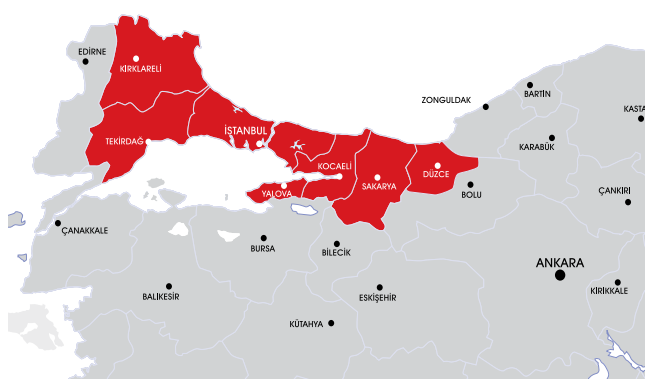 EDİRNE
KIRKLARELİ
TEKİRDAĞ
İSTANBUL
KOCAELİ
YALOVA
SAKARYA
DÜZCE
BOLU
ZONGULDAK
BARTIN
KASTA
KARABÜK
ÇANKIRI
ÇANAKKALE
BURSA
BİLECİK
ANKARA
KIRIKKALE
BALIKESİR
ESKİŞEHİR
KÜTAHYA